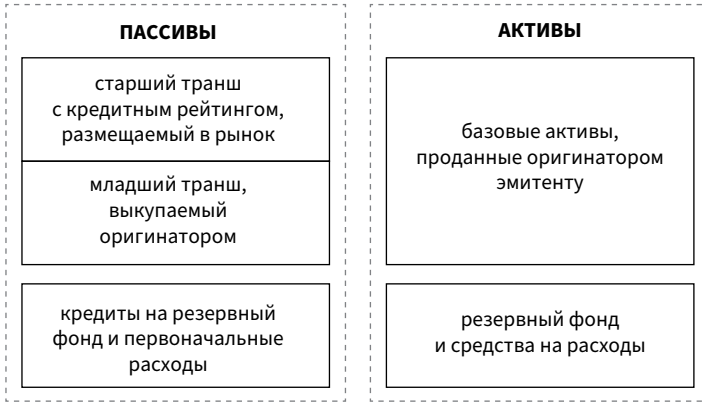 ПАССИВЫ
старший транш
с кредитным рейтингом,
размещаемый в рынок
младший транш,
выкупаемый
оригинатором
кредиты на резервный
фонд и первоначальные
расходы
АКТИВЫ
базовые активы,
проданные оригинатором
эмитенту
резервный фонд
и средства на расходы